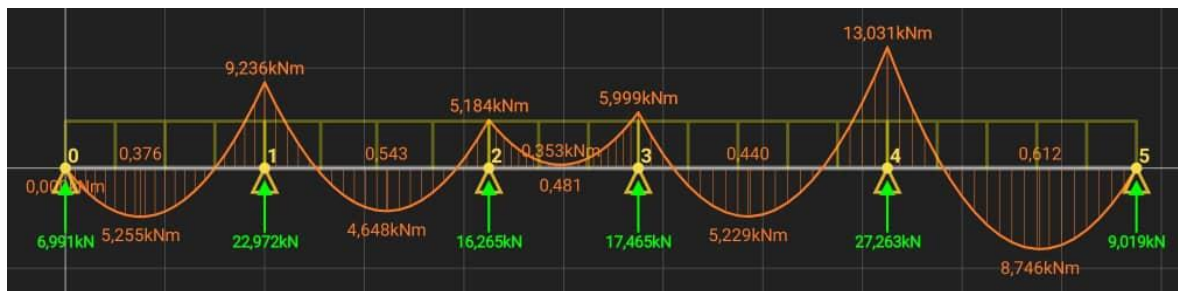 13,031kNm
9,236kNm
5,184kNm
5,999kNm
0
1
2
3
4
5
0,376
0,543
0,353kNm
0,440
0,612
0,481
6,991kN
5,255kNm
22,972kN
4,648kNm
16,265kN
17,465kN
5,229kNm
27,263kN
9,019kN
8,746kNm